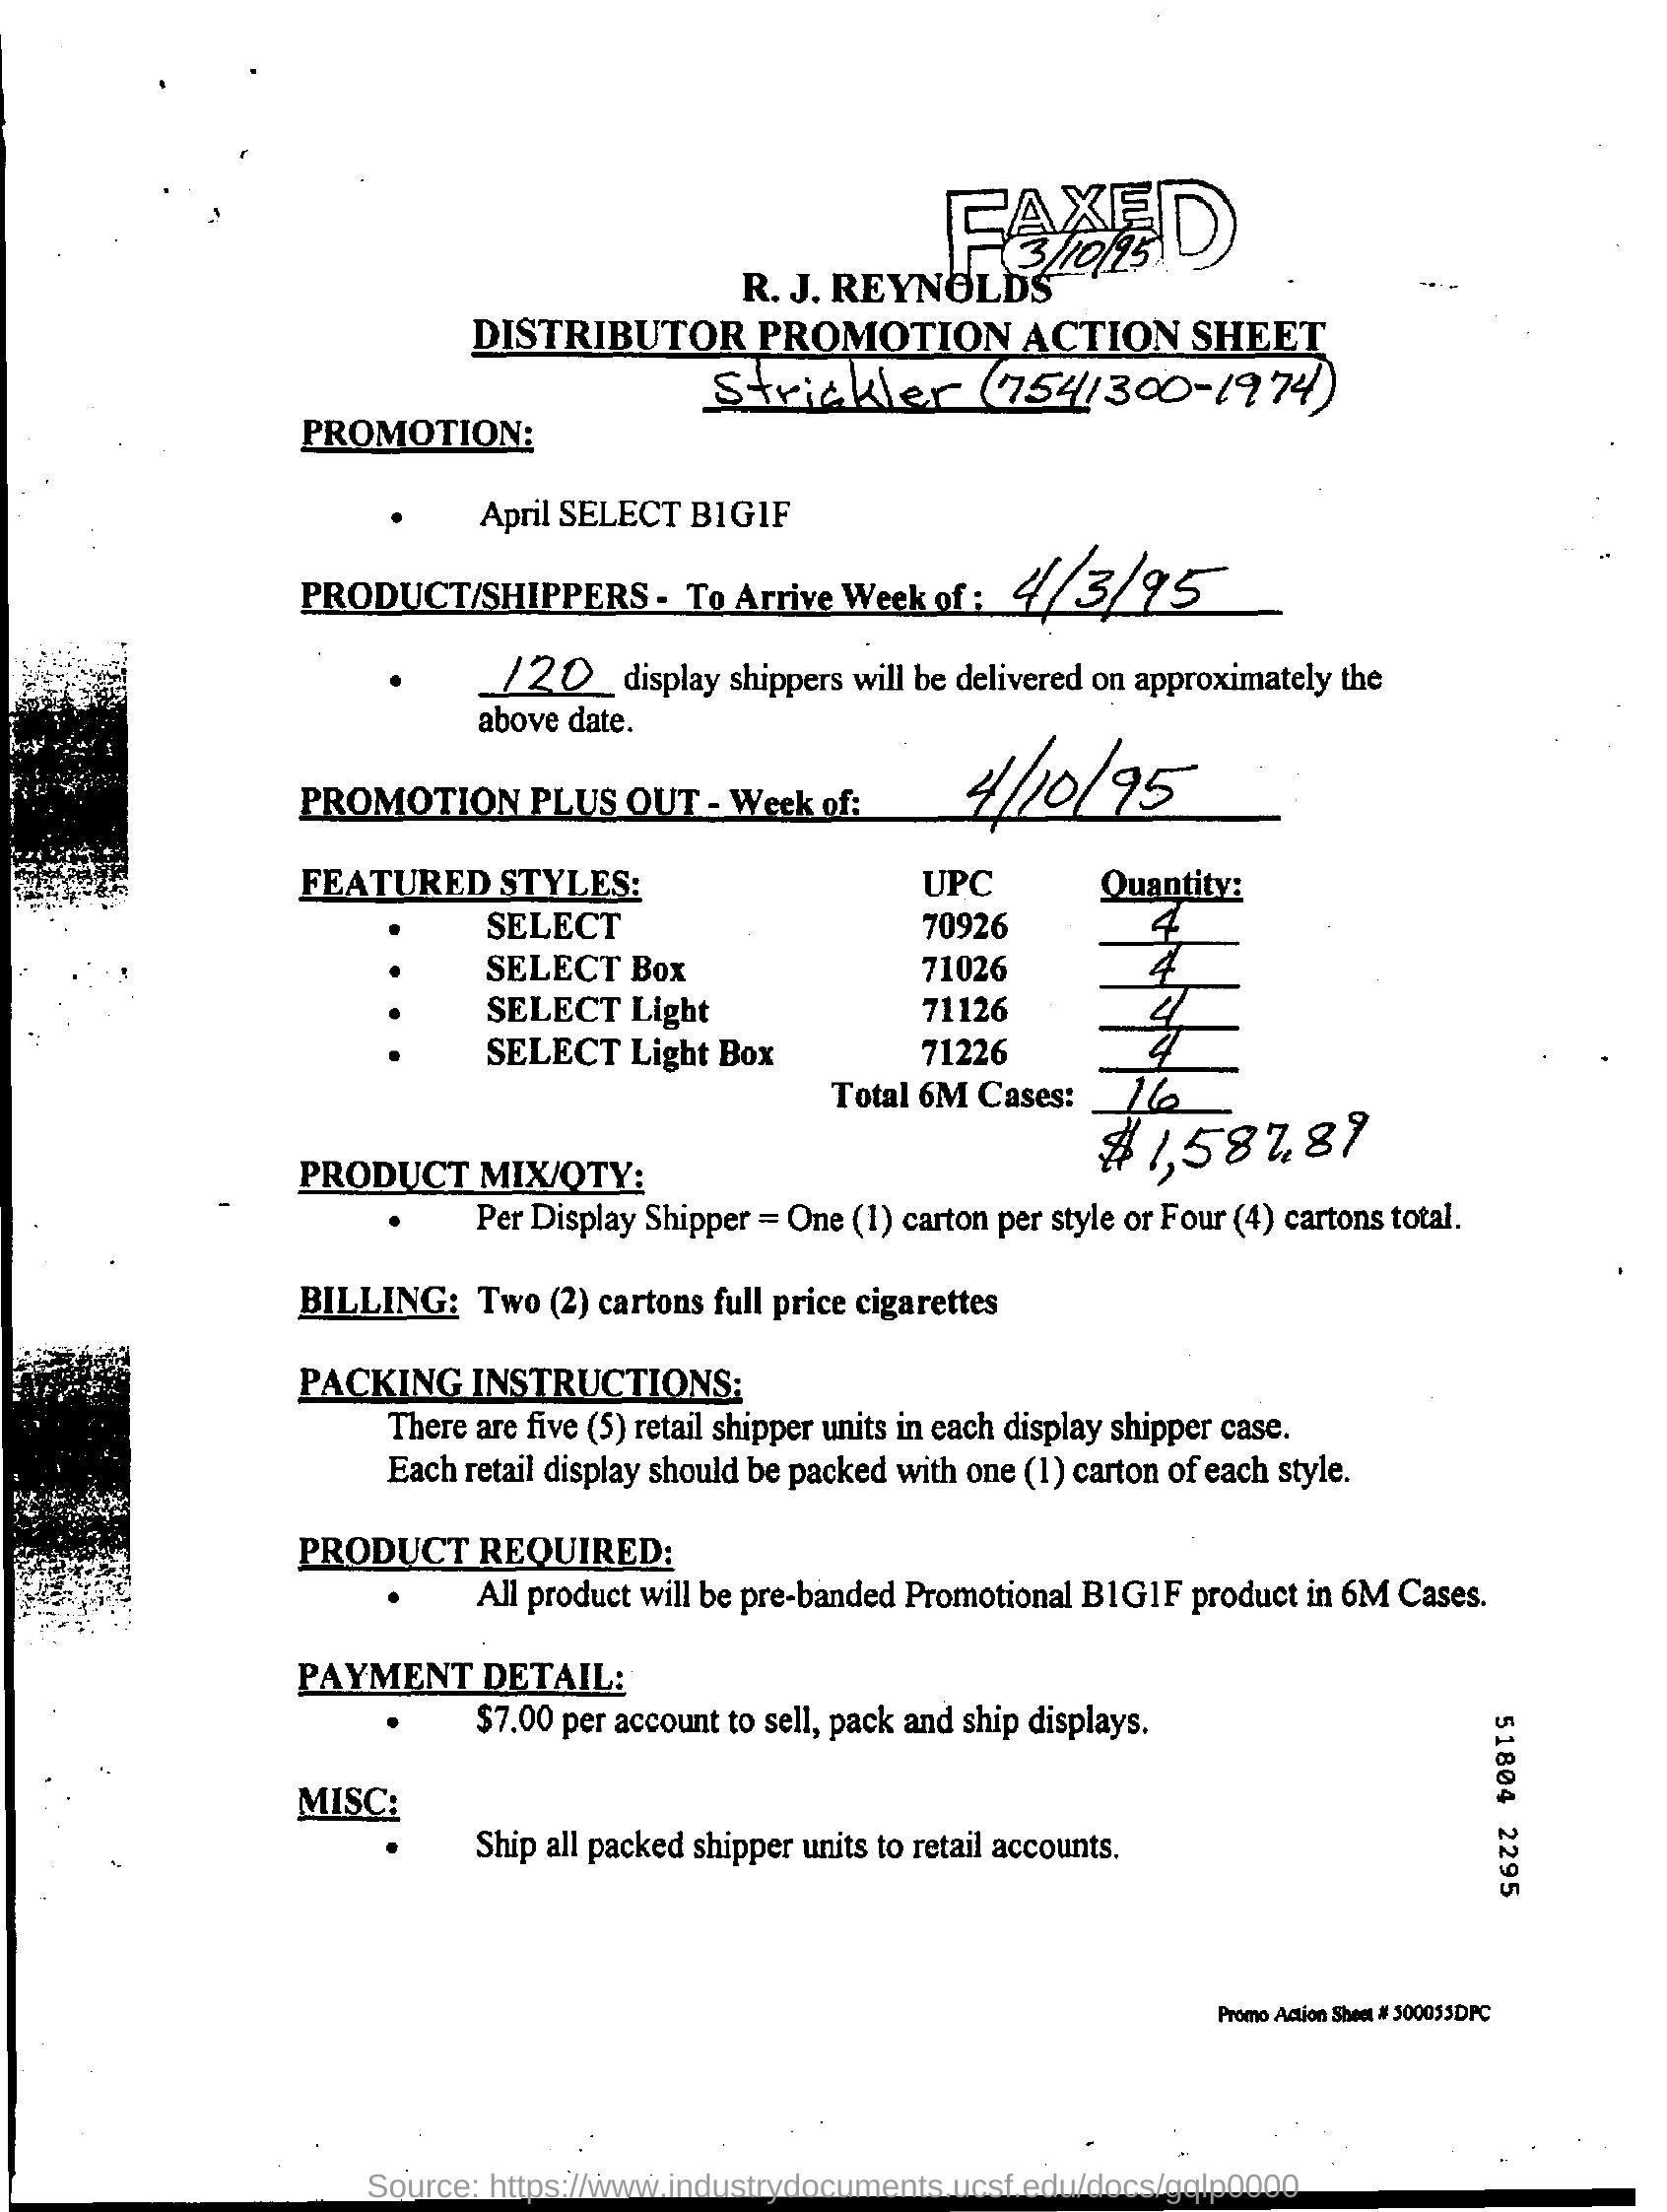 FAXED
3/10/95
R. J. REYNOLDS
DISTRIBUTOR PROMOTION ACTION SHEET
Strickler (7541300-1974)
PROMOTION:
• April SELECT B1G1F
PRODUCT/SHIPPERS - To Arrive Week of : 4/3/95
• 120 display shippers will be delivered on approximately the
above date.
PROMOTION PLUS OUT - Week of: 4/10/95
FEATURED STYLES: UPC Quantity:
• SELECT 70926 4
• SELECT Box 71026 4
• SELECT Light 71126 4
• SELECT Light Box 71226 4
Total 6M Cases: 16
$1,587.89
PRODUCT MIX/QTY:
• Per Display Shipper = One (1) carton per style or Four (4) cartons total.
BILLING: Two (2) cartons full price cigarettes
PACKING INSTRUCTIONS:
There are five (5) retail shipper units in each display shipper case.
Each retail display should be packed with one (1) carton of each style.
PRODUCT REQUIRED:
• All product will be pre-banded Promotional B1G1F product in 6M Cases.
PAYMENT DETAIL:
• $7.00 per account to sell, pack and ship displays.
MISC:
• Ship all packed shipper units to retail accounts.
51804 2295
Promo Action Sheet # 500055DPC
Source: https://www.industrydocuments.ucsf.edu/docs/gqlp0000